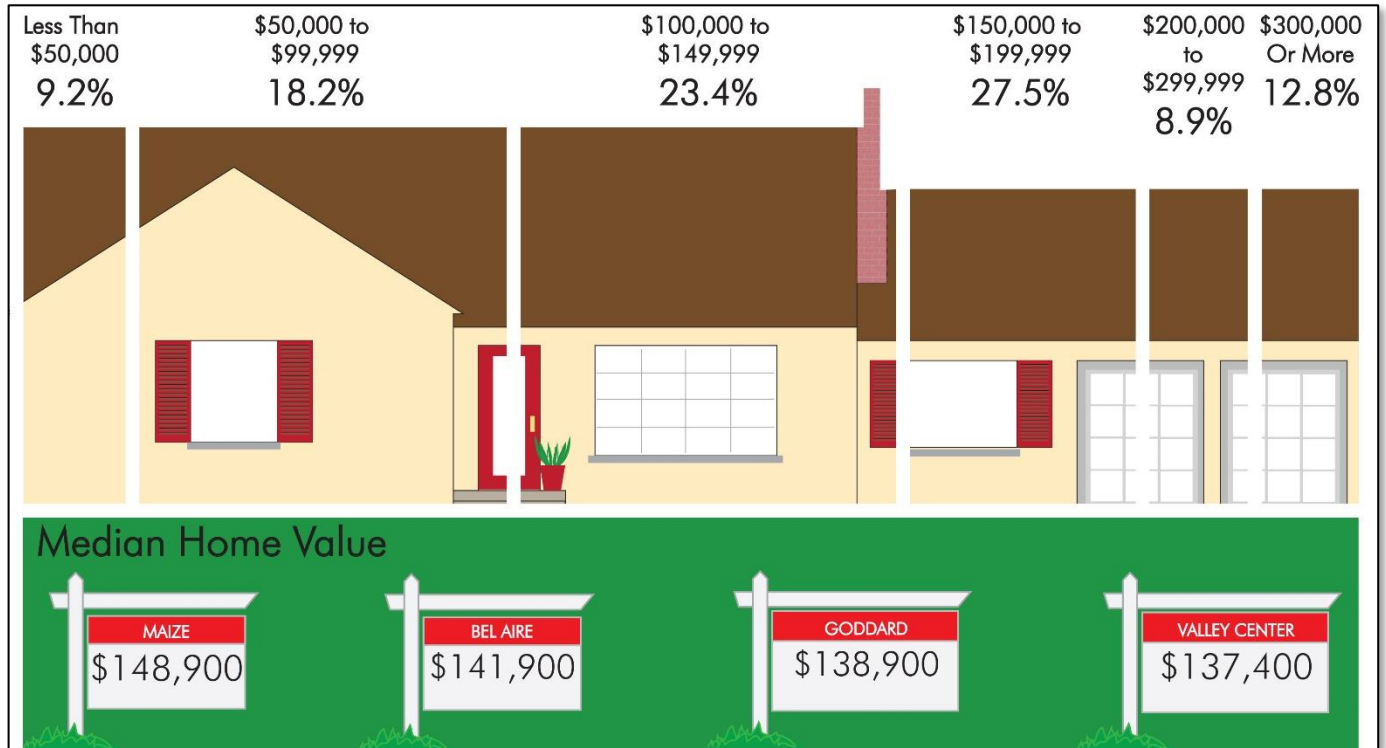 Less Than
$50,000
9.2%
$50,000 to
$99,999
18.2%
$100,000 to
$149,999
23.4%
$150,000 to
$199,999
27.5%
$200,000
to
$299,999
8.9%
$300,000
Or More
12.8%
Median Home Value
MAIZE
$148,900
BEL AIRE
$141,900
GODDARD
$138,900
VALLEY CENTER
$137,400